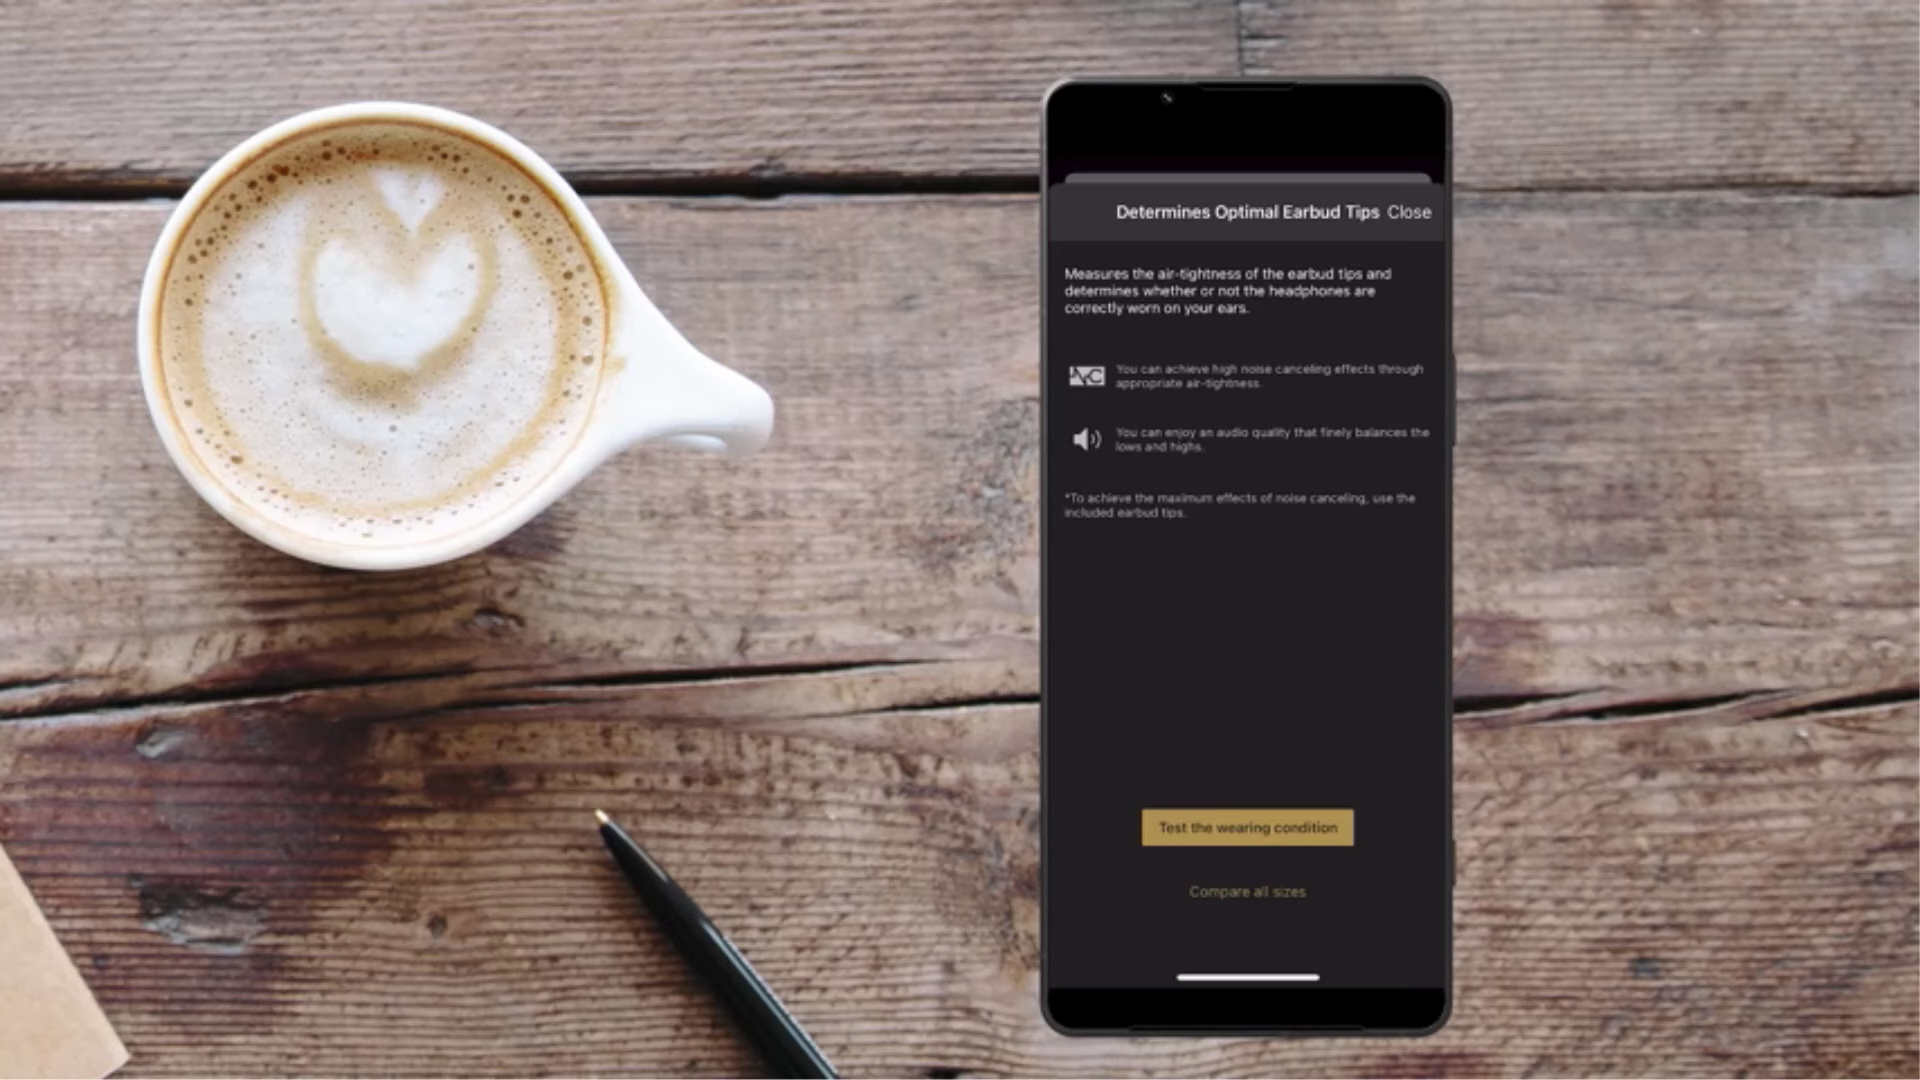 Determines Optimal Earbud Tips Close
Measures the air-tightness of the earbud tips and
determines whether or not the headphones are
correctly worn on your ears.
You can achieve high noise canceling effects through
appropriate air-tightness.
You can enjoy an audio quality that finely balances the
lows and highs.
*To achieve the maximum effects of noise canceling, use the
included earbud tips.
Test the wearing condition
Compare all sizes